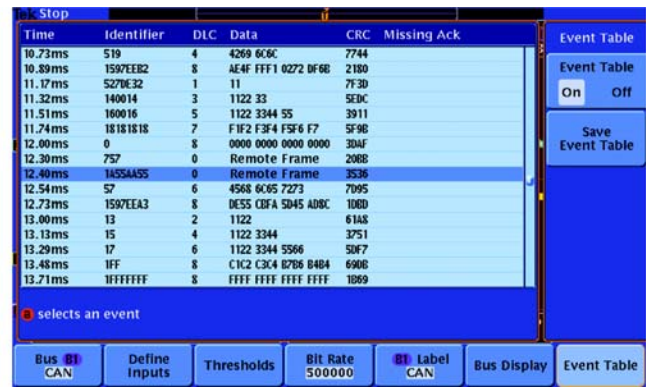 Tek Stop
Time Identifier DLC Data CRC Missing Ack
10.73ms 519 4 4269 6C6C 7744
10.89ms 1597EEB2 8 AE4F FFF1 0272 DF6B 2180
11.17ms 527DE32 1 11 7F3D
11.32ms 140014 3 1122 33 5EDC
11.51ms 160016 5 1122 3344 55 3911
11.74ms 18181818 7 F1F2 F3F4 F5F6 F7 5F9B
12.00ms 0 8 0000 0000 0000 0000 3DAF
12.30ms 757 0 Remote Frame 20BB
12.40ms 1A55AA55 0 Remote Frame 3536
12.54ms 57 6 4568 6C65 7273 7D95
12.73ms 1597EEA3 8 DE55 CBFA 5D45 AD8C 1DBD
13.00ms 13 2 1122 61A8
13.13ms 15 4 1122 3344 3751
13.29ms 17 6 1122 3344 5566 5DF7
13.48ms 1FF 8 C1C2 C3C4 B7B6 B4B4 690B
13.71ms 1FFFFFFF 8 FFFF FFFF FFFF FFFF 1B69
a selects an event
Event Table
Event Table
On Off
Save
Event Table
Bus B1
CAN
Define
Inputs
Thresholds
Bit Rate
500000
B1 Label
CAN
Bus Display
Event Table